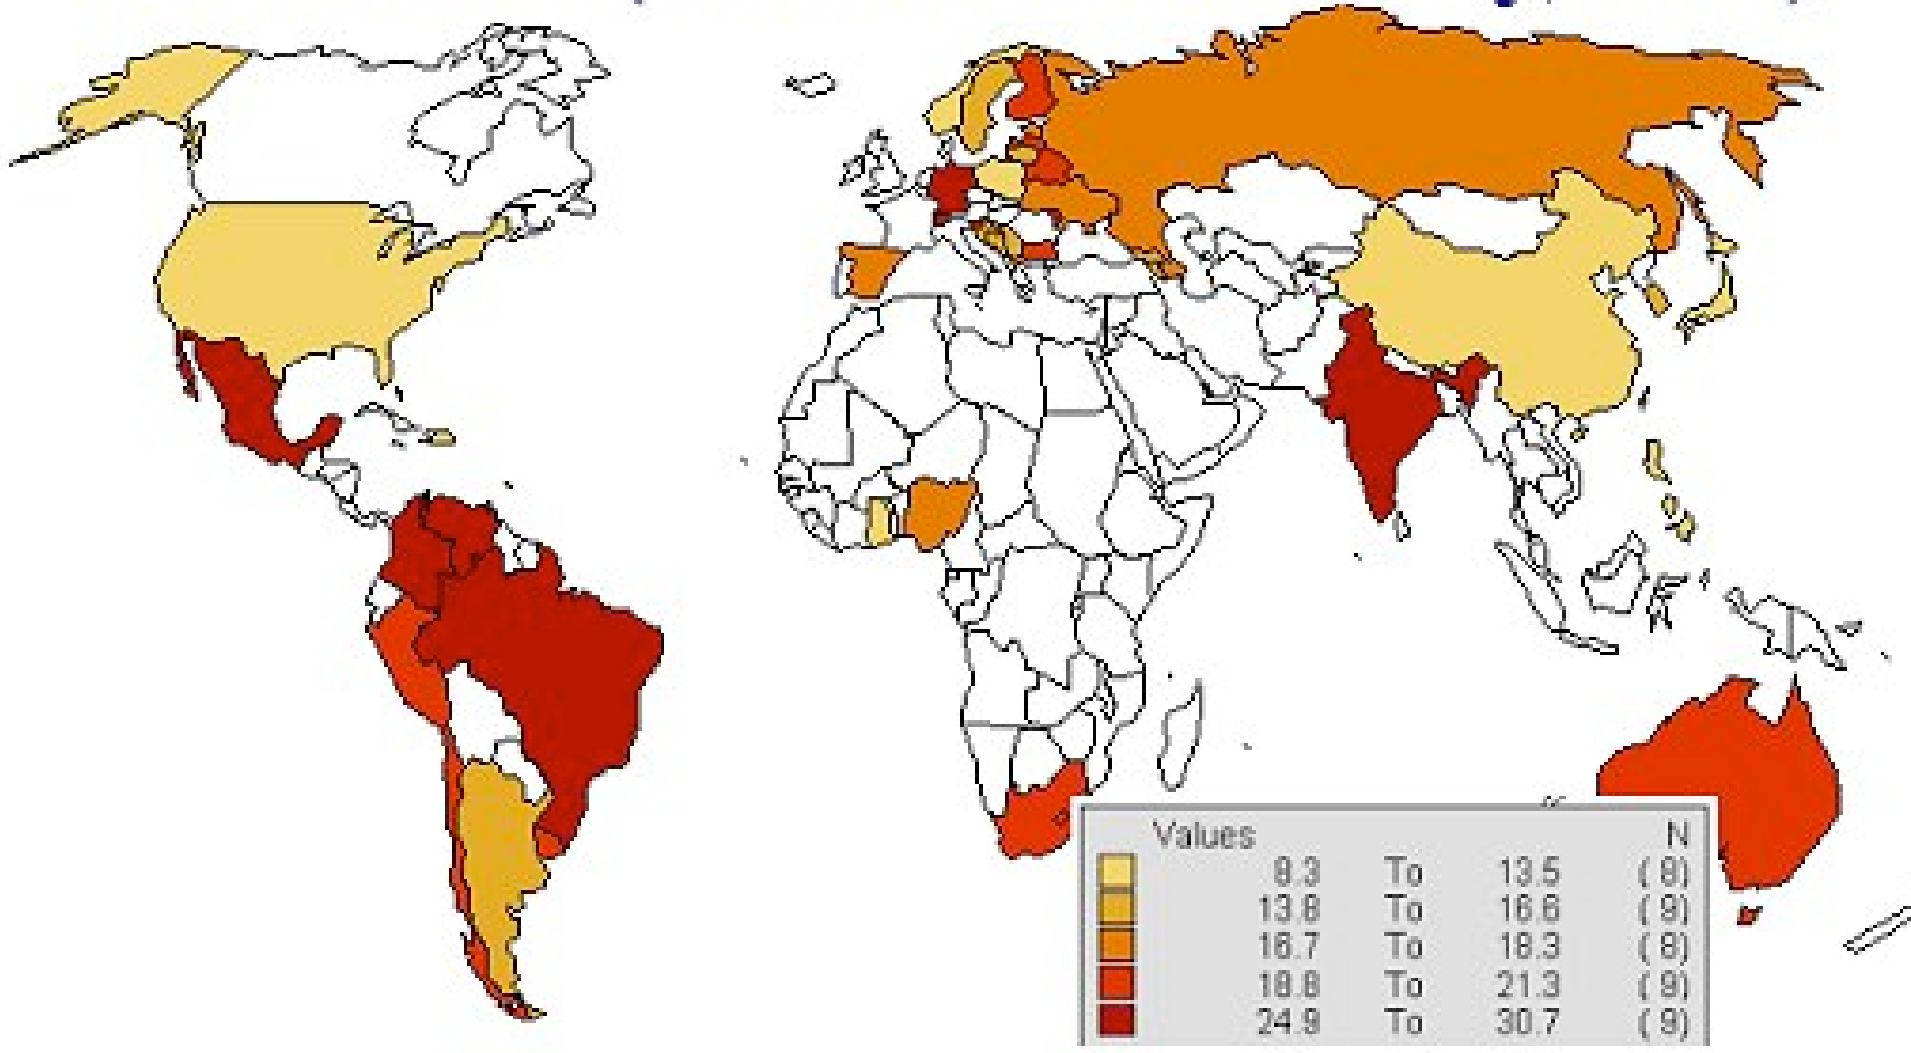 Values N
8.3 To 13.5 ( 8)
13.8 To 16.6 ( 9)
16.7 To 18.3 ( 8)
18.8 To 21.3 ( 9)
24.9 To 30.7 ( 9)